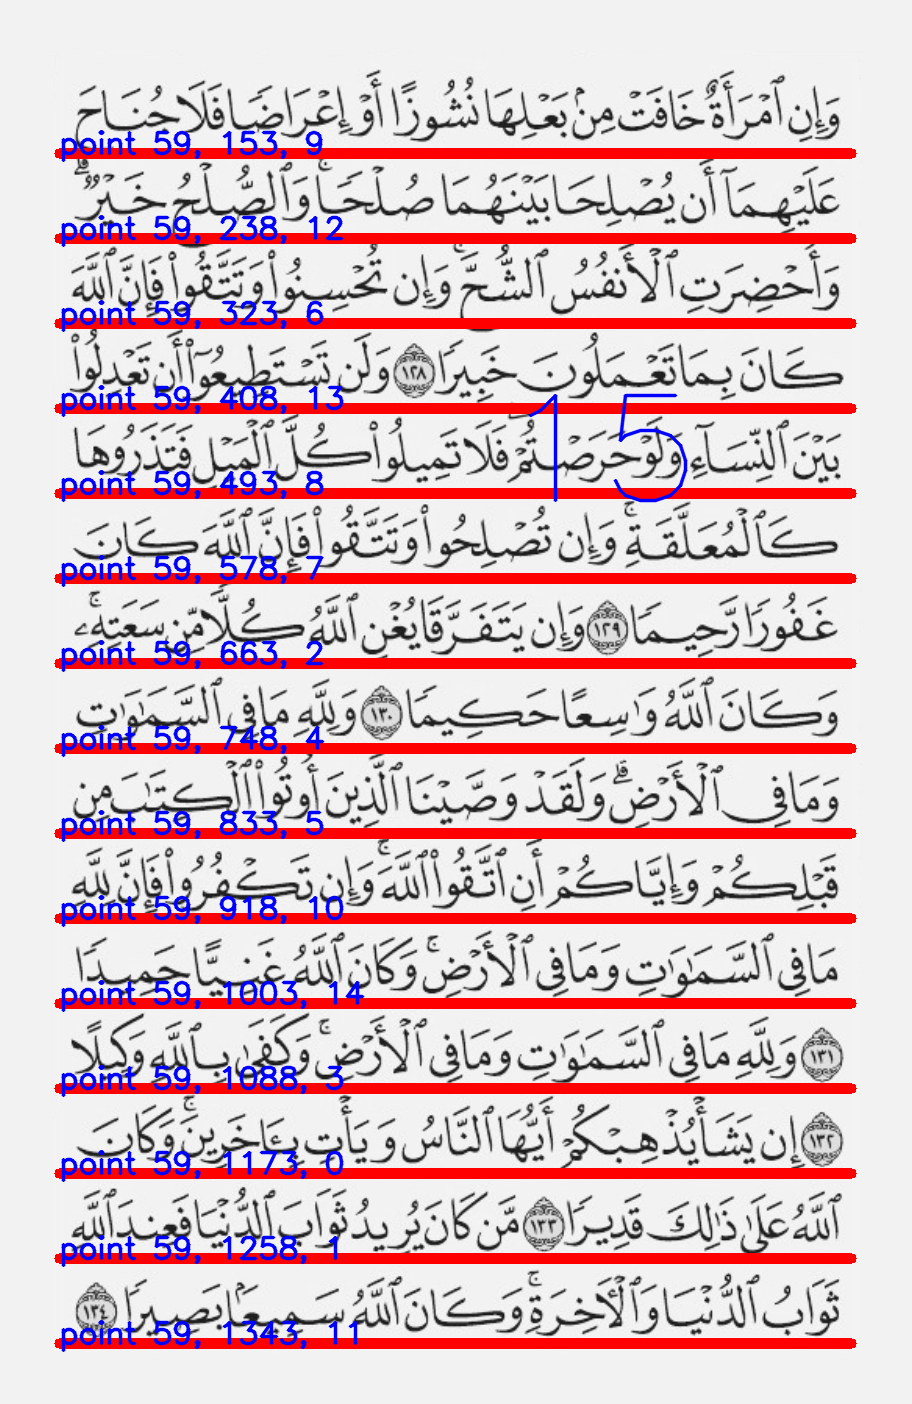 وَإِنِ ٱمْرَأَةٌ خَافَتْ مِنۢ بَعْلِهَا نُشُوزًا أَوْ إِعْرَاضًا فَلَا جُنَاحَ
point 59, 153, 9
عَلَيْهِمَآ أَن يُصْلِحَا بَيْنَهُمَا صُلْحًا ۚ وَٱلصُّلْحُ خَيْرٌ ۗ
point 59, 238, 12
وَأُحْضِرَتِ ٱلْأَنفُسُ ٱلشُّحَّ ۚ وَإِن تُحْسِنُوا۟ وَتَتَّقُوا۟ فَإِنَّ ٱللَّهَ
point 59, 323, 6
كَانَ بِمَا تَعْمَلُونَ خَبِيرًا ١٢٨ وَلَن تَسْتَطِيعُوٓا۟ أَن تَعْدِلُوا۟
point 59, 408, 13
15
بَيْنَ ٱلنِّسَآءِ وَلَوْ حَرَصْتُمْ ۖ فَلَا تَمِيلُوا۟ كُلَّ ٱلْمَيْلِ فَتَذَرُوهَا
point 59, 493, 8
كَٱلْمُعَلَّقَةِ ۚ وَإِن تُصْلِحُوا۟ وَتَتَّقُوا۟ فَإِنَّ ٱللَّهَ كَانَ
point 59, 578, 7
غَفُورًا رَّحِيمًا ١٢٩ وَإِن يَتَفَرَّقَا يُغْنِ ٱللَّهُ كُلًّا مِّن سَعَتِهِۦ ۚ
point 59, 663, 2
وَكَانَ ٱللَّهُ وَٰسِعًا حَكِيمًا ١٣٠ وَلِلَّهِ مَا فِى ٱلسَّمَٰوَٰتِ
point 59, 748, 4
وَمَا فِى ٱلْأَرْضِ ۗ وَلَقَدْ وَصَّيْنَا ٱلَّذِينَ أُوتُوا۟ ٱلْكِتَٰبَ مِن
point 59, 833, 5
قَبْلِكُمْ وَإِيَّاكُمْ أَنِ ٱتَّقُوا۟ ٱللَّهَ ۚ وَإِن تَكْفُرُوا۟ فَإِنَّ لِلَّهِ
point 59, 918, 10
مَا فِى ٱلسَّمَٰوَٰتِ وَمَا فِى ٱلْأَرْضِ ۚ وَكَانَ ٱللَّهُ غَنِيًّا حَمِيدًا
point 59, 1003, 14
١٣١ وَلِلَّهِ مَا فِى ٱلسَّمَٰوَٰتِ وَمَا فِى ٱلْأَرْضِ ۚ وَكَفَىٰ بِٱللَّهِ وَكِيلًا
point 59, 1088, 3
١٣٢ إِن يَشَأْ يُذْهِبْكُمْ أَيُّهَا ٱلنَّاسُ وَيَأْتِ بِـَٔاخَرِينَ ۚ وَكَانَ
point 59, 1173, 0
ٱللَّهُ عَلَىٰ ذَٰلِكَ قَدِيرًا ١٣٣ مَّن كَانَ يُرِيدُ ثَوَابَ ٱلدُّنْيَا فَعِندَ ٱللَّهِ
point 59, 1258, 1
ثَوَابُ ٱلدُّنْيَا وَٱلْـَٔاخِرَةِ ۚ وَكَانَ ٱللَّهُ سَمِيعًۢا بَصِيرًا ١٣٤
point 59, 1343, 11